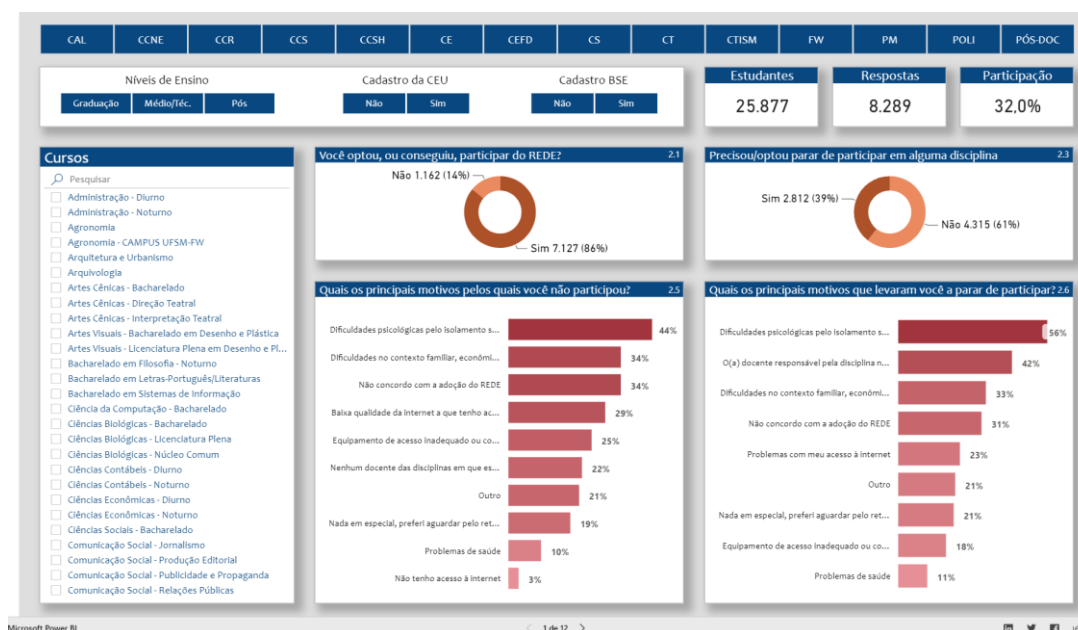 CAL CCNE CCR CCS CCSH CE CEFD CS CT CTISM FW PM POLI PÓS-DOC
Níveis de Ensino
Graduação Médio/Téc. Pós
Cadastro da CEU
Não Sim
Cadastro BSE
Não Sim
Estudantes
25.877
Respostas
8.289
Participação
32,0%
Cursos
Pesquisar
Administração - Diurno
Administração - Noturno
Agronomia
Agronomia - CAMPUS UFSM-FW
Arquitetura e Urbanismo
Arquivologia
Artes Cênicas - Bacharelado
Artes Cênicas - Direção Teatral
Artes Cênicas - Interpretação Teatral
Artes Visuais - Bacharelado em Desenho e Plástica
Artes Visuais - Licenciatura Plena em Desenho e Pl...
Bacharelado em Filosofia - Noturno
Bacharelado em Letras-Português/Literaturas
Bacharelado em Sistemas de Informação
Ciência da Computação - Bacharelado
Ciências Biológicas - Bacharelado
Ciências Biológicas - Licenciatura Plena
Ciências Biológicas - Núcleo Comum
Ciências Contábeis - Diurno
Ciências Contábeis - Noturno
Ciências Econômicas - Diurno
Ciências Econômicas - Noturno
Ciências Sociais - Bacharelado
Comunicação Social - Jornalismo
Comunicação Social - Produção Editorial
Comunicação Social - Publicidade e Propaganda
Comunicação Social - Relações Públicas
Você optou, ou conseguiu, participar do REDE? 2.1
Não 1.162 (14%)
Sim 7.127 (86%)
Precisou/optou parar de participar em alguma disciplina 2.3
Sim 2.812 (39%)
Não 4.315 (61%)
Quais os principais motivos pelos quais você não participou? 2.5
Dificuldades psicológicas pelo isolamento s... 44%
Dificuldades no contexto familiar, econômi... 34%
Não concordo com a adoção do REDE 34%
Baixa qualidade da internet a que tenho ac... 29%
Equipamento de acesso inadequado ou co... 25%
Nenhum docente das disciplinas em que es... 22%
Outro 21%
Nada em especial, preferi aguardar pelo ret... 19%
Problemas de saúde 10%
Não tenho acesso à internet 3%
Quais os principais motivos que levaram você a parar de participar? 2.6
Dificuldades psicológicas pelo isolamento s... 56%
O(a) docente responsável pela disciplina n... 42%
Dificuldades no contexto familiar, econômi... 33%
Não concordo com a adoção do REDE 31%
Problemas com meu acesso à internet 23%
Outro 21%
Nada em especial, preferi aguardar pelo ret... 21%
Equipamento de acesso inadequado ou co... 18%
Problemas de saúde 11%
Microsoft Power BI
1 de 12